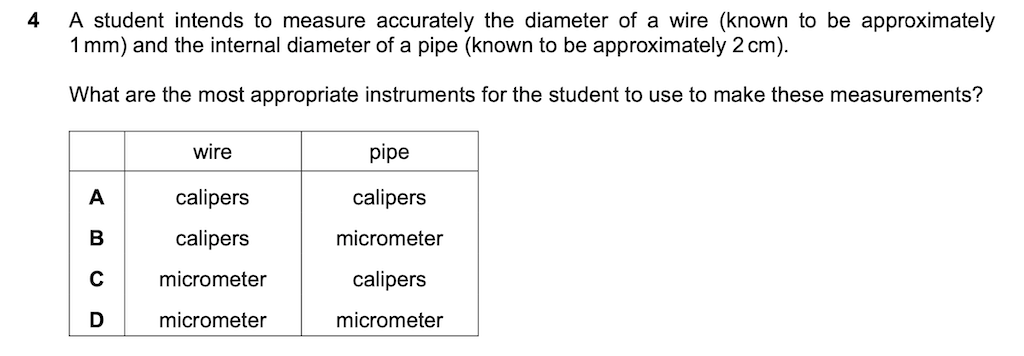 4 A student intends to measure accurately the diameter of a wire (known to be approximately
1 mm) and the internal diameter of a pipe (known to be approximately 2 cm).
What are the most appropriate instruments for the student to use to make these measurements?
wire pipe
A calipers calipers
B calipers micrometer
C micrometer calipers
D micrometer micrometer